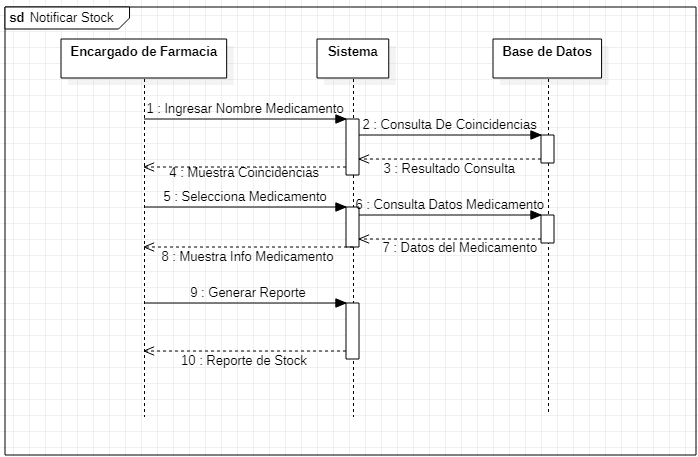 sd Notificar Stock
Encargado de Farmacia
Sistema
Base de Datos
1 : Ingresar Nombre Medicamento
2 : Consulta De Coincidencias
3 : Resultado Consulta
4 : Muestra Coincidencias
5 : Selecciona Medicamento
6 : Consulta Datos Medicamento
7 : Datos del Medicamento
8 : Muestra Info Medicamento
9 : Generar Reporte
10 : Reporte de Stock